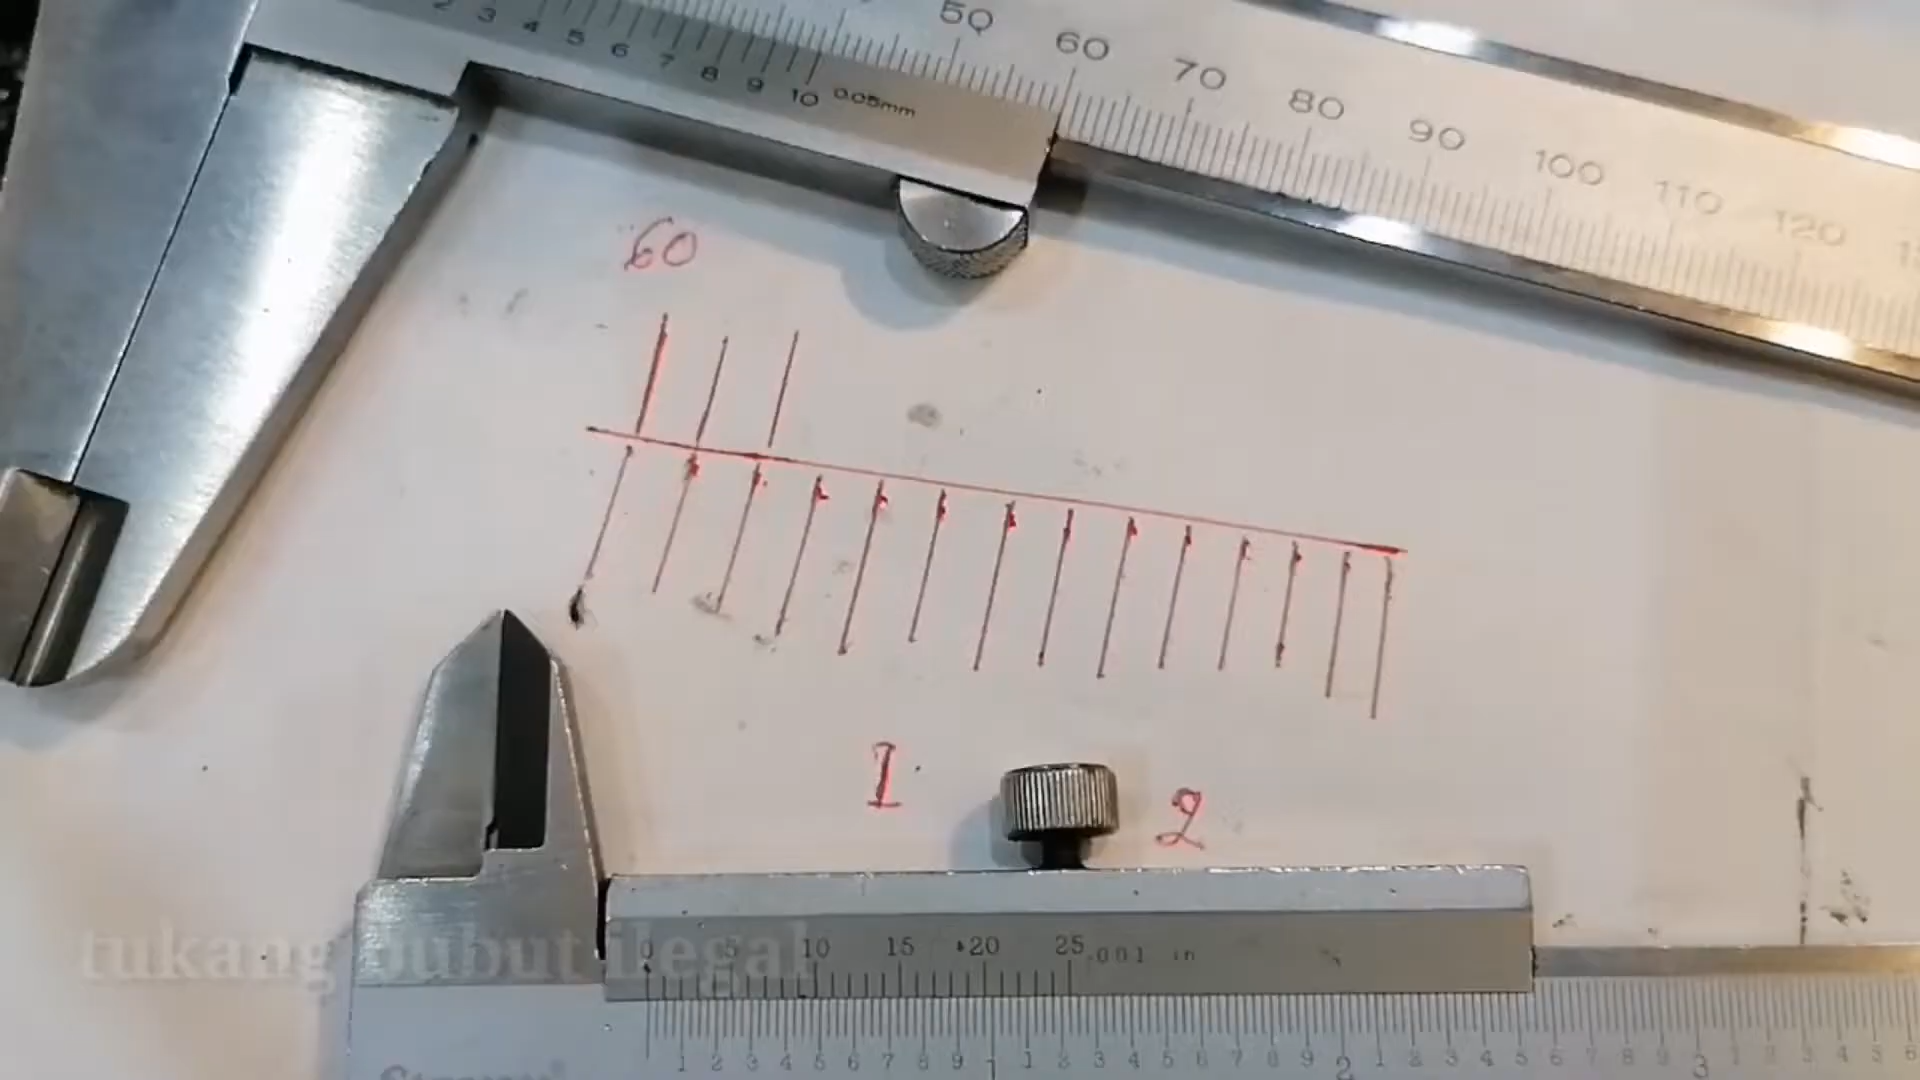 50 60 70 80 90 100 110 120
2 3 4 5 6 7 8 9 10 0.05mm
60
1 2
tukang bubut ilegal
0 5 10 15 20 25 .001 in
1 2 3 4 5 6 7 8 9 1 1 2 3 4 5 6 7 8 9 2 1 2 3 4 5 6 7 8 9 3 1 2 3 4 5 6